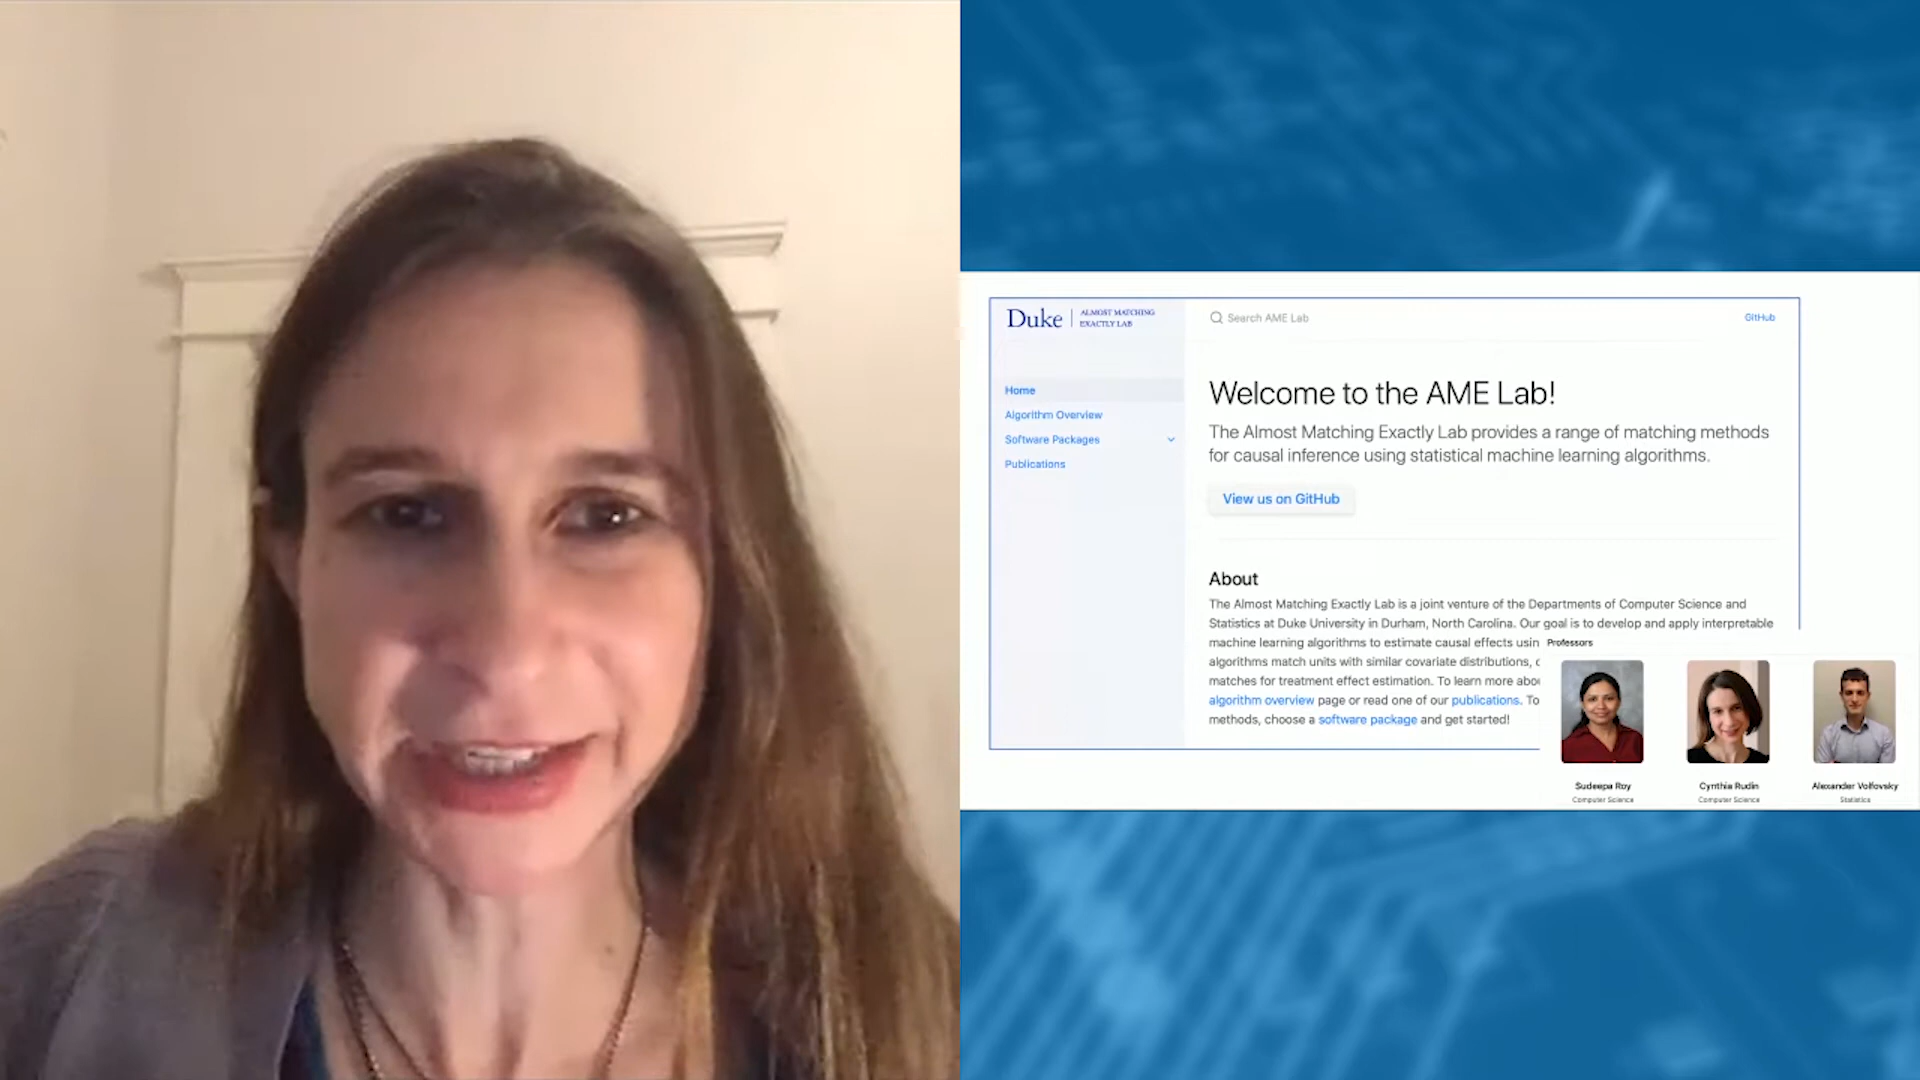 Duke
ALMOST MATCHING
EXACTLY LAB
Search AME Lab
GitHub
Home
Algorithm Overview
Software Packages
Publications
Welcome to the AME Lab!
The Almost Matching Exactly Lab provides a range of matching methods
for causal inference using statistical machine learning algorithms.
View us on GitHub
About
The Almost Matching Exactly Lab is a joint venture of the Departments of Computer Science and
Statistics at Duke University in Durham, North Carolina. Our goal is to develop and apply interpretable
machine learning algorithms to estimate causal effects usin
algorithms match units with similar covariate distributions, c
matches for treatment effect estimation. To learn more abou
algorithm overview page or read one of our publications. To
methods, choose a software package and get started!
Professors
Sudeepa Roy
Computer Science
Cynthia Rudin
Computer Science
Alexander Volfovsky
Statistics